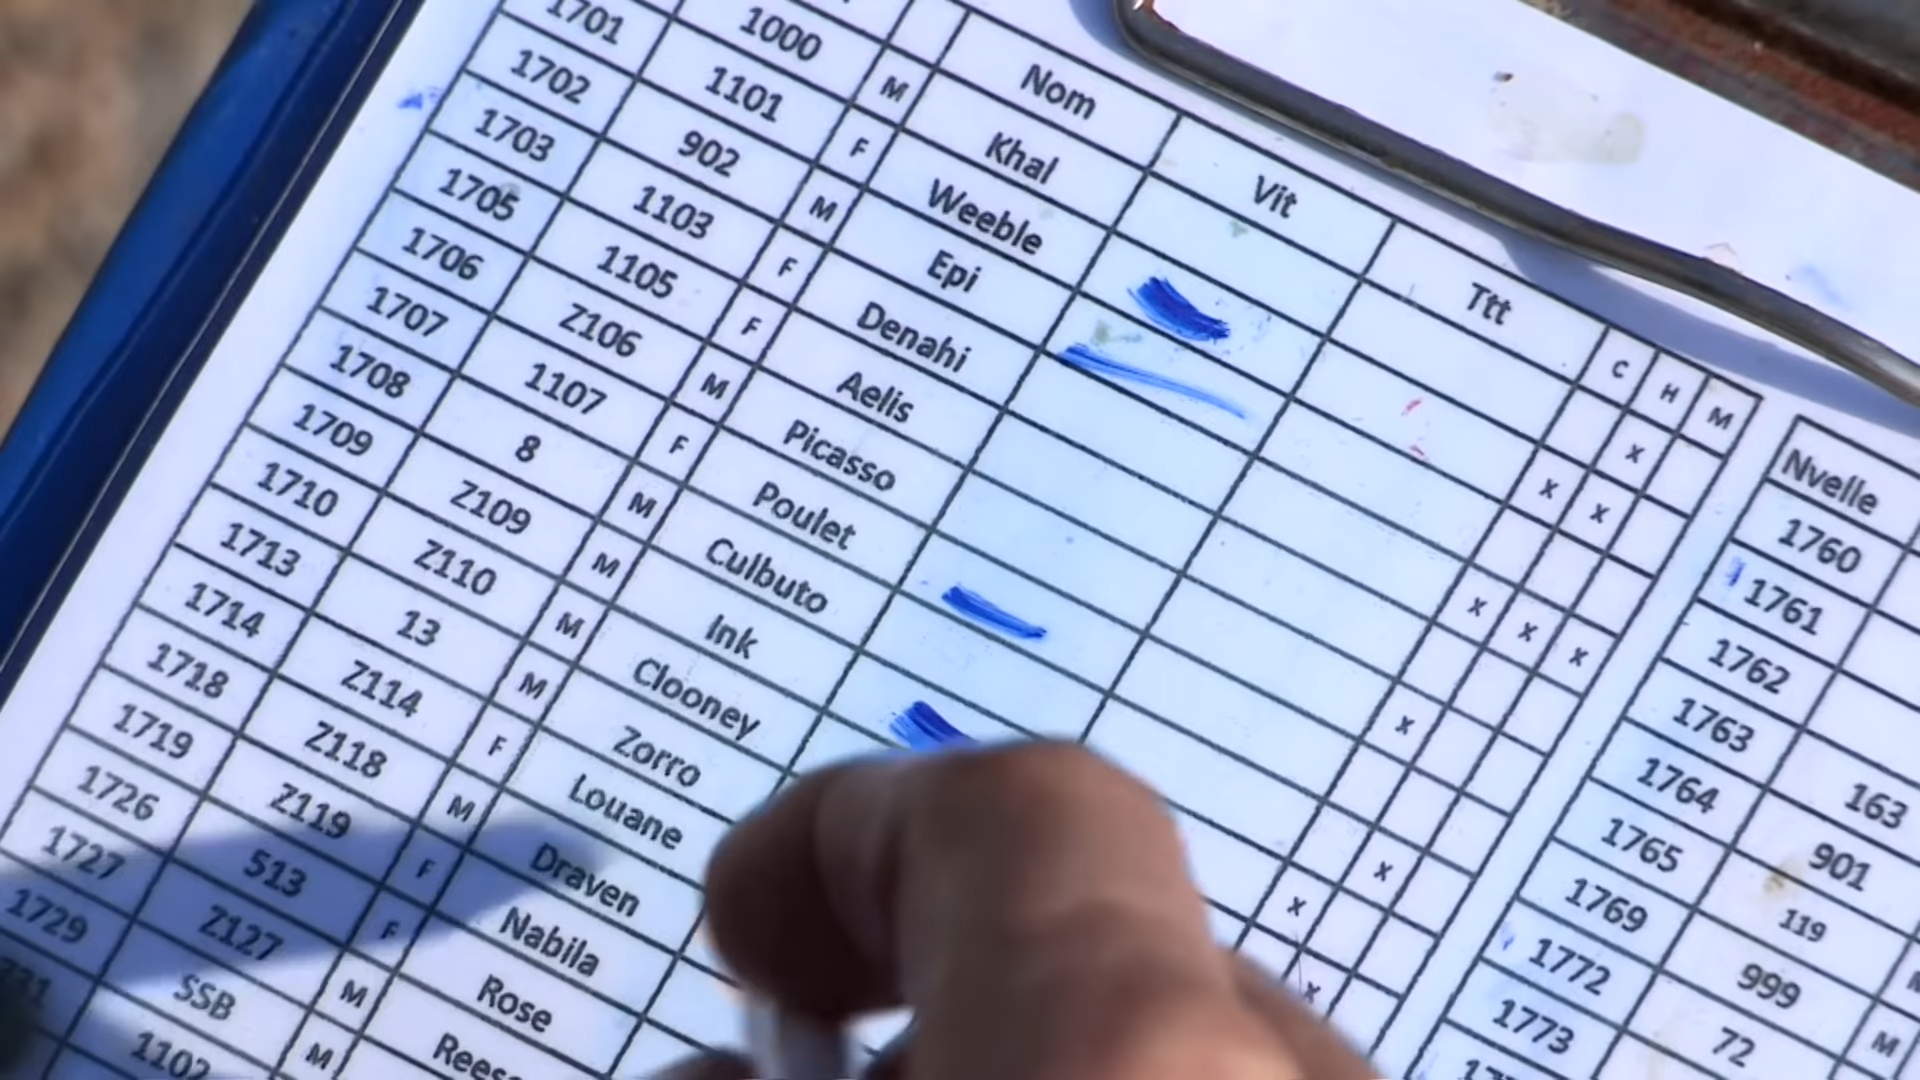 Nom Vit Ttt C H M
1000 M Khal x
1701 1101 F Weeble x x
1702 902 M Epi
1703 1103 F Denahi x x x
1705 1105 F Aelis
1706 Z106 M Picasso x
1707 1107 F Poulet
1708 8 M Culbuto x
1709 Z109 M Ink x
1710 Z110 M Clooney x
1713 13 M Zorro
1714 Z114 F Louane
1718 Z118 M Draven
1719 Z119 F Nabila
1726 513 F Rose
1727 Z127 M Reese
1729 SSB M
1102
Nvelle
1760
1761
1762
1763 163
1764 901
1765 119
1769 999 M
1772 72
1773